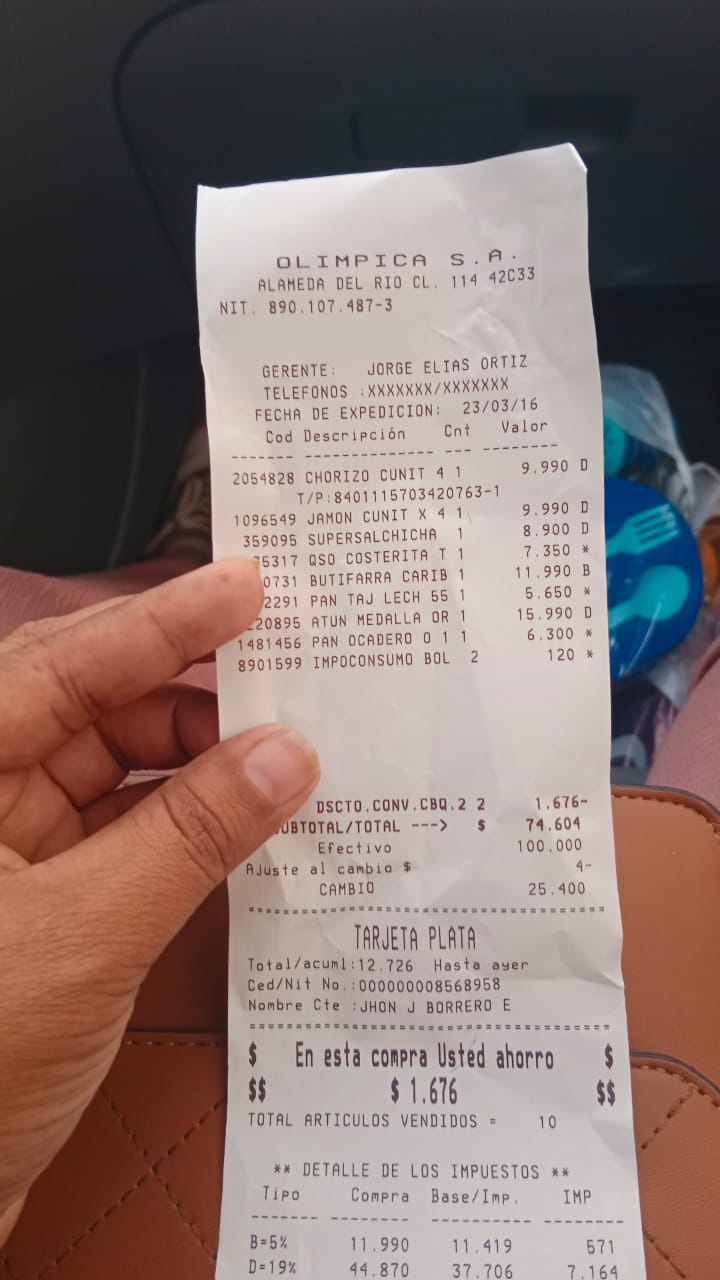 OLIMPICA S.A.
ALAMEDA DEL RIO CL. 114 42C33
NIT. 890.107.487-3
GERENTE: JORGE ELIAS ORTIZ
TELEFONOS :XXXXXXX/XXXXXXX
FECHA DE EXPEDICION: 23/03/16
Cod Descripción Cnt Valor
------- -------------- --- --------
2054828 CHORIZO CUNIT 4 1 9.990 D
T/P:8401115703420763-1
1096549 JAMON CUNIT X 4 1 9.990 D
359095 SUPERSALCHICHA 1 8.900 D
35317 QSO COSTERITA T 1 7.350 *
0731 BUTIFARRA CARIB 1 11.990 B
2291 PAN TAJ LECH 55 1 5.650 *
20895 ATUN MEDALLA OR 1 15.990 D
1481456 PAN OCADERO O 1 1 6.300 *
8901599 IMPOCONSUMO BOL 2 120 *
DSCTO.CONV.CBQ.2 2 1.676-
UBTOTAL/TOTAL ---> $ 74.604
Efectivo 100.000
Ajuste al cambio $ 4-
CAMBIO 25.400
======================================
TARJETA PLATA
Total/acuml:12.726 Hasta ayer
Ced/Nit No.:000000008568958
Nombre Cte :JHON J BORRERO E
======================================
$ En esta compra Usted ahorro $
$$ $ 1.676 $$
TOTAL ARTICULOS VENDIDOS = 10
** DETALLE DE LOS IMPUESTOS **
Tipo Compra Base/Imp. IMP
------- -------- ---------- --------
B=5% 11.990 11.419 571
D=19% 44.870 37.706 7.164